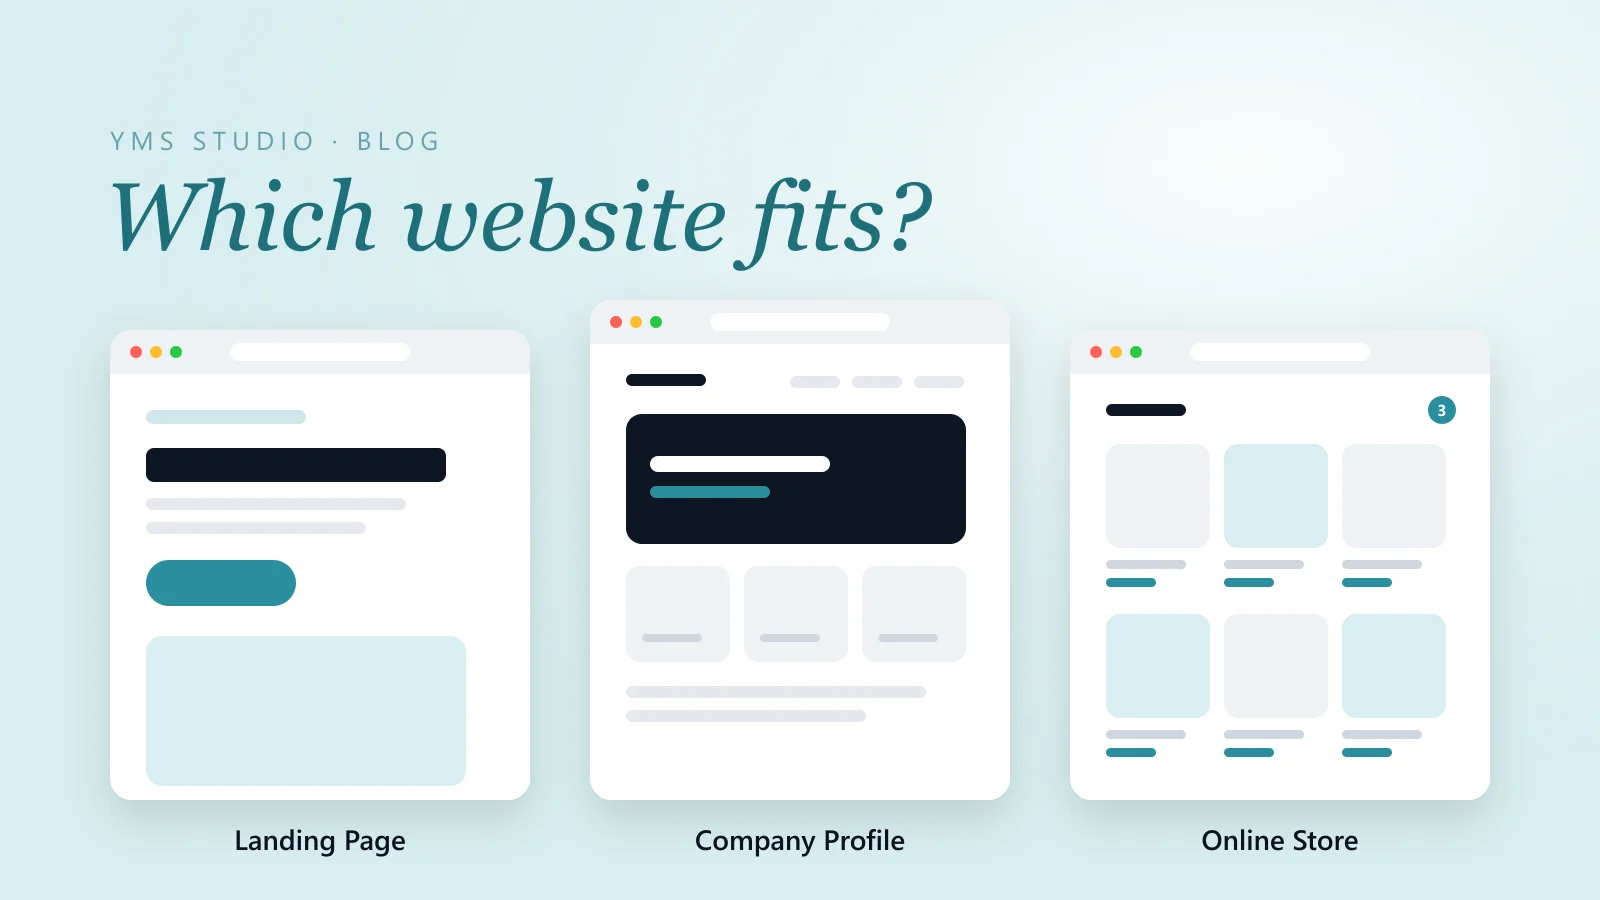 YMS STUDIO · BLOG
Which website fits?
3
Landing Page
Company Profile
Online Store